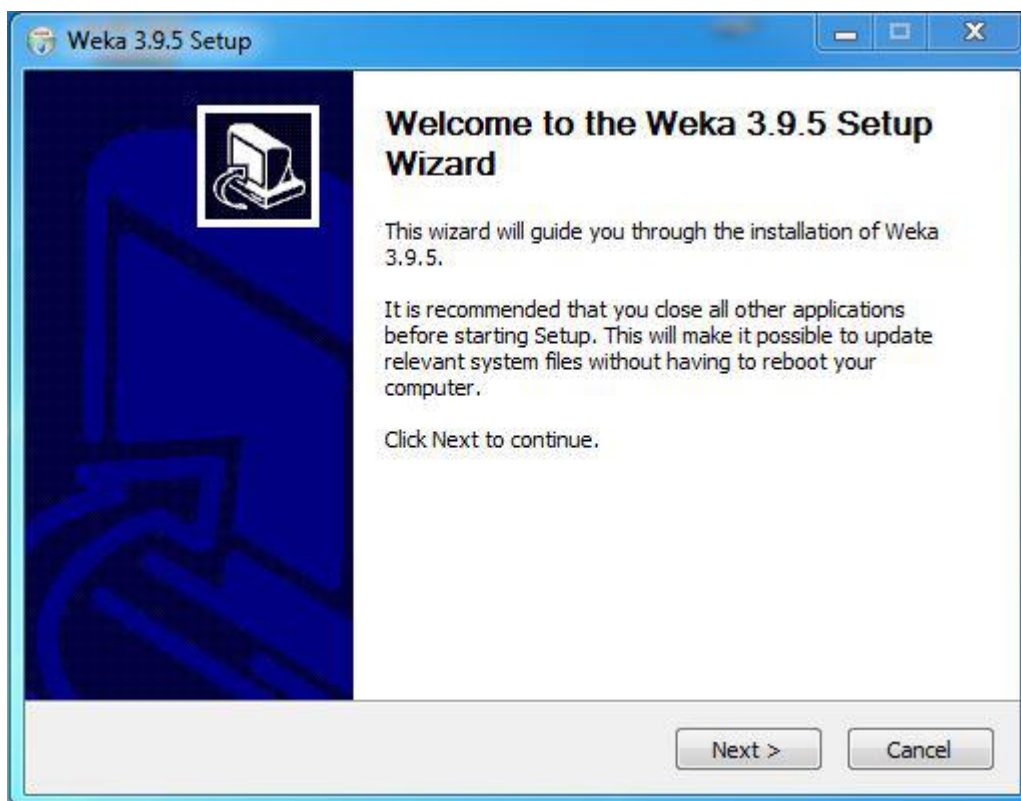 Weka 3.9.5 Setup
Welcome to the Weka 3.9.5 Setup
Wizard
This wizard will guide you through the installation of Weka
3.9.5.
It is recommended that you close all other applications
before starting Setup. This will make it possible to update
relevant system files without having to reboot your
computer.
Click Next to continue.
Next >
Cancel